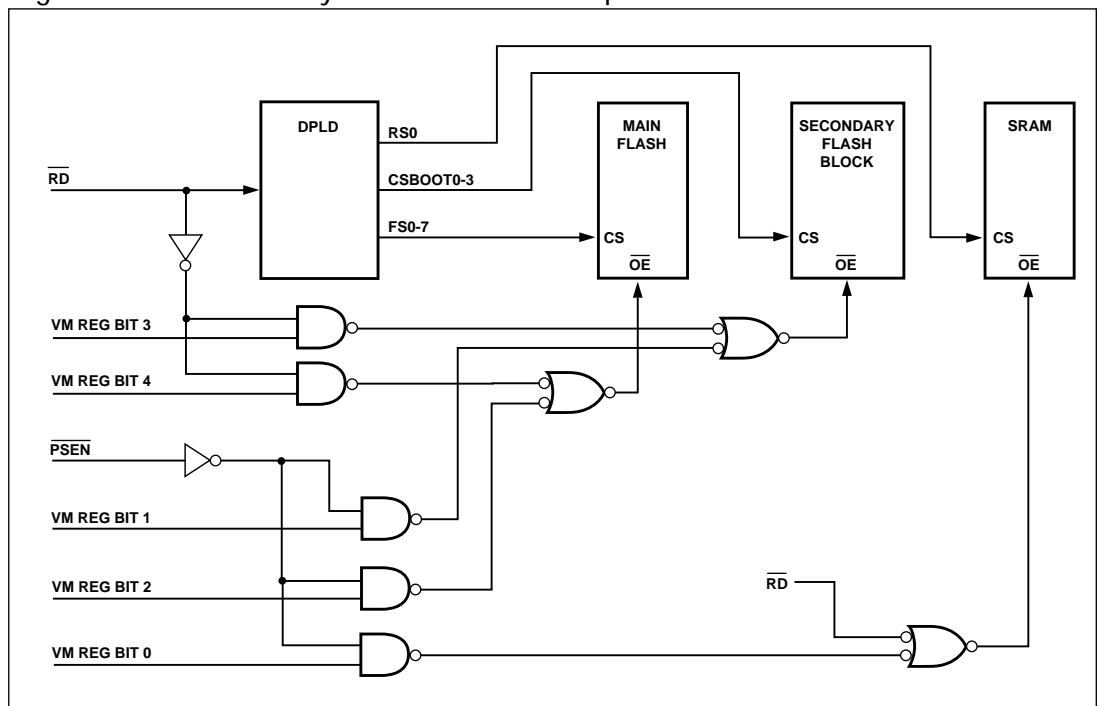 DPLD
RS0
CSBOOT0-3
FS0-7
MAIN
FLASH
CS
OE
SECONDARY
FLASH
BLOCK
CS
OE
SRAM
CS
OE
RD
VM REG BIT 3
VM REG BIT 4
PSEN
VM REG BIT 1
VM REG BIT 2
VM REG BIT 0
RD